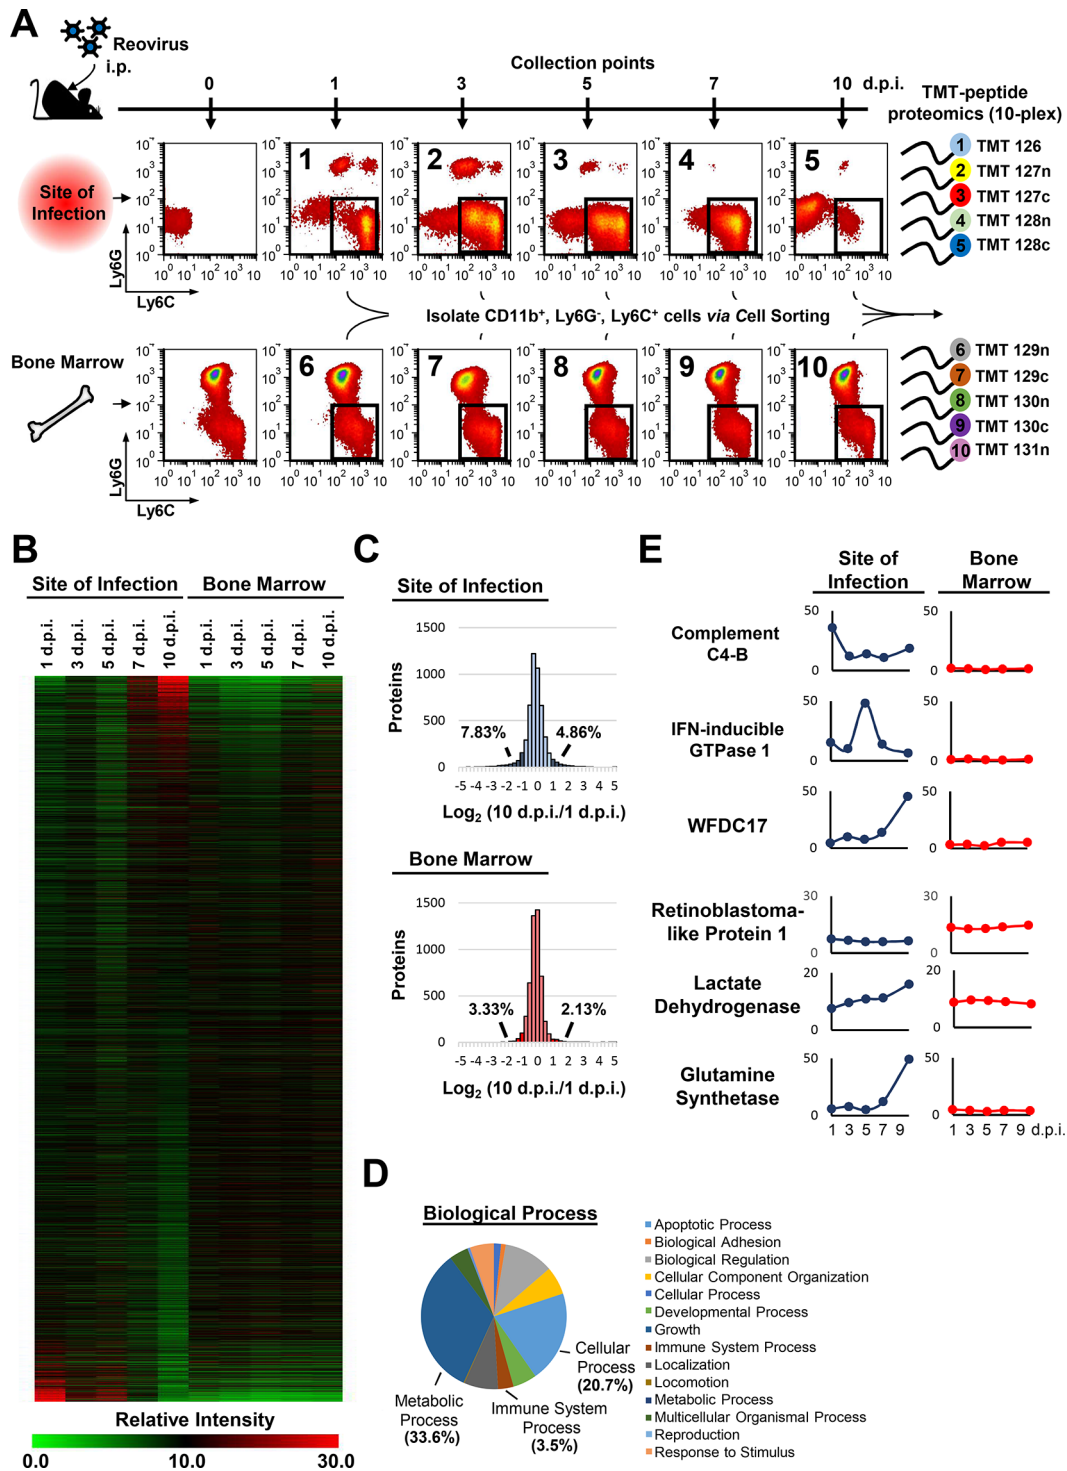 A
Reovirus
i.p.
Collection points
0 1 3 5 7 10 d.p.i.
TMT-peptide
proteomics (10-plex)
Site of
Infection
1 2 3 4 5
10⁰ 10¹ 10² 10³ 10
Ly6G
Ly6C
1 TMT 126
2 TMT 127n
3 TMT 127c
4 TMT 128n
5 TMT 128c
Isolate CD11b⁺, Ly6G⁻, Ly6C⁺ cells via Cell Sorting
Bone Marrow
6 7 8 9 10
10⁰ 10¹ 10² 10³ 10
Ly6G
Ly6C
6 TMT 129n
7 TMT 129c
8 TMT 130n
9 TMT 130c
10 TMT 131n
B
Site of Infection Bone Marrow
1 d.p.i. 3 d.p.i. 5 d.p.i. 7 d.p.i. 10 d.p.i. 1 d.p.i. 3 d.p.i. 5 d.p.i. 7 d.p.i. 10 d.p.i.
Relative Intensity
0.0 10.0 30.0
C
Site of Infection
1500
1000
500
0
Proteins
7.83% 4.86%
-5 -4 -3 -2 -1 0 1 2 3 4 5
Log₂ (10 d.p.i./1 d.p.i.)
Bone Marrow
1500
1000
500
0
Proteins
3.33% 2.13%
-5 -4 -3 -2 -1 0 1 2 3 4 5
Log₂ (10 d.p.i./1 d.p.i.)
D
Biological Process
Cellular
Process
(20.7%)
Immune System
Process
(3.5%)
Metabolic
Process
(33.6%)
Apoptotic Process
Biological Adhesion
Biological Regulation
Cellular Component Organization
Cellular Process
Developmental Process
Growth
Immune System Process
Localization
Locomotion
Metabolic Process
Multicellular Organismal Process
Reproduction
Response to Stimulus
E
Site of
Infection
Bone
Marrow
Complement
C4-B
50 0 50 0
IFN-inducible
GTPase 1
50 0 50 0
WFDC17
50 0 50 0
Retinoblastoma-
like Protein 1
30 0 30 0
Lactate
Dehydrogenase
20 0 20 0
Glutamine
Synthetase
50 0 50 0
1 3 5 7 9 1 3 5 7 9 d.p.i.